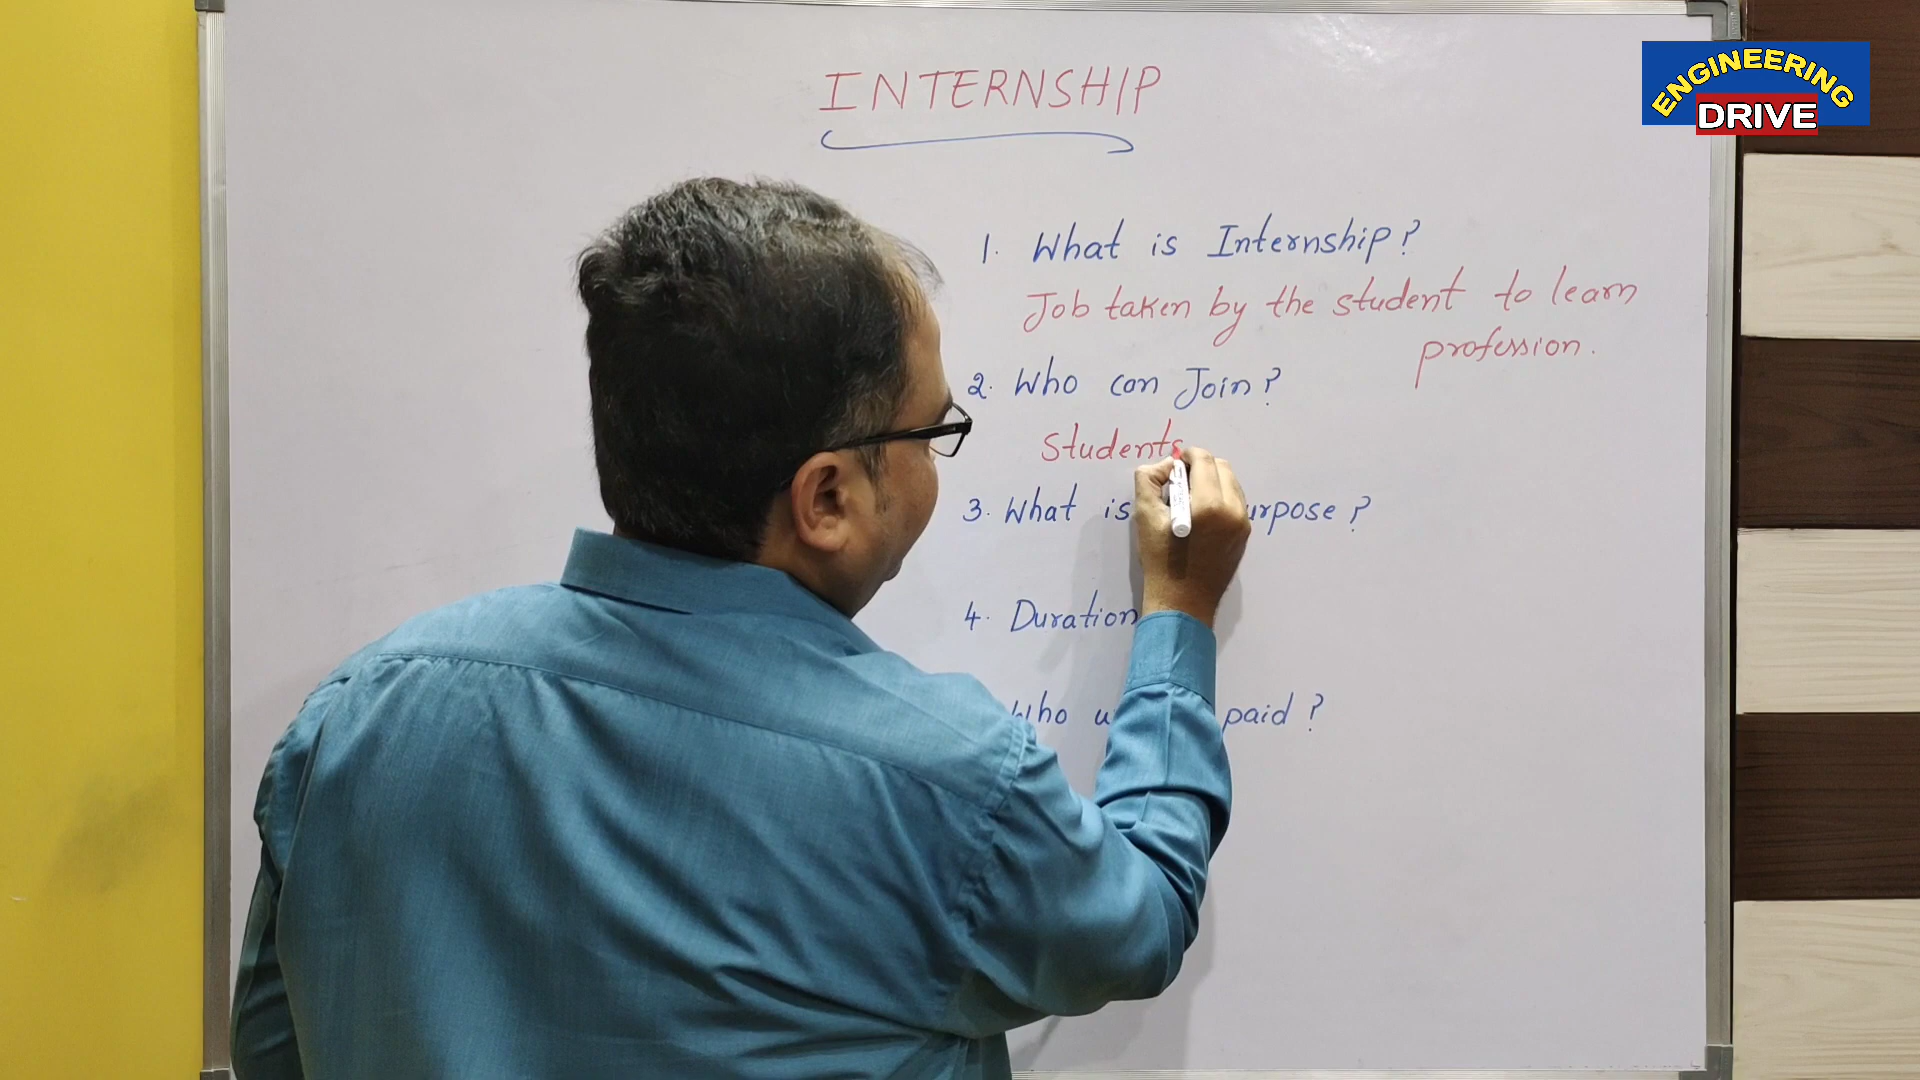 INTERNSHIP
ENGINEERING
DRIVE
1. What is Internship?
Job taken by the student to learn
profession.
2. Who can Join?
Students
3. What is urpose?
4. Duration
Who paid?